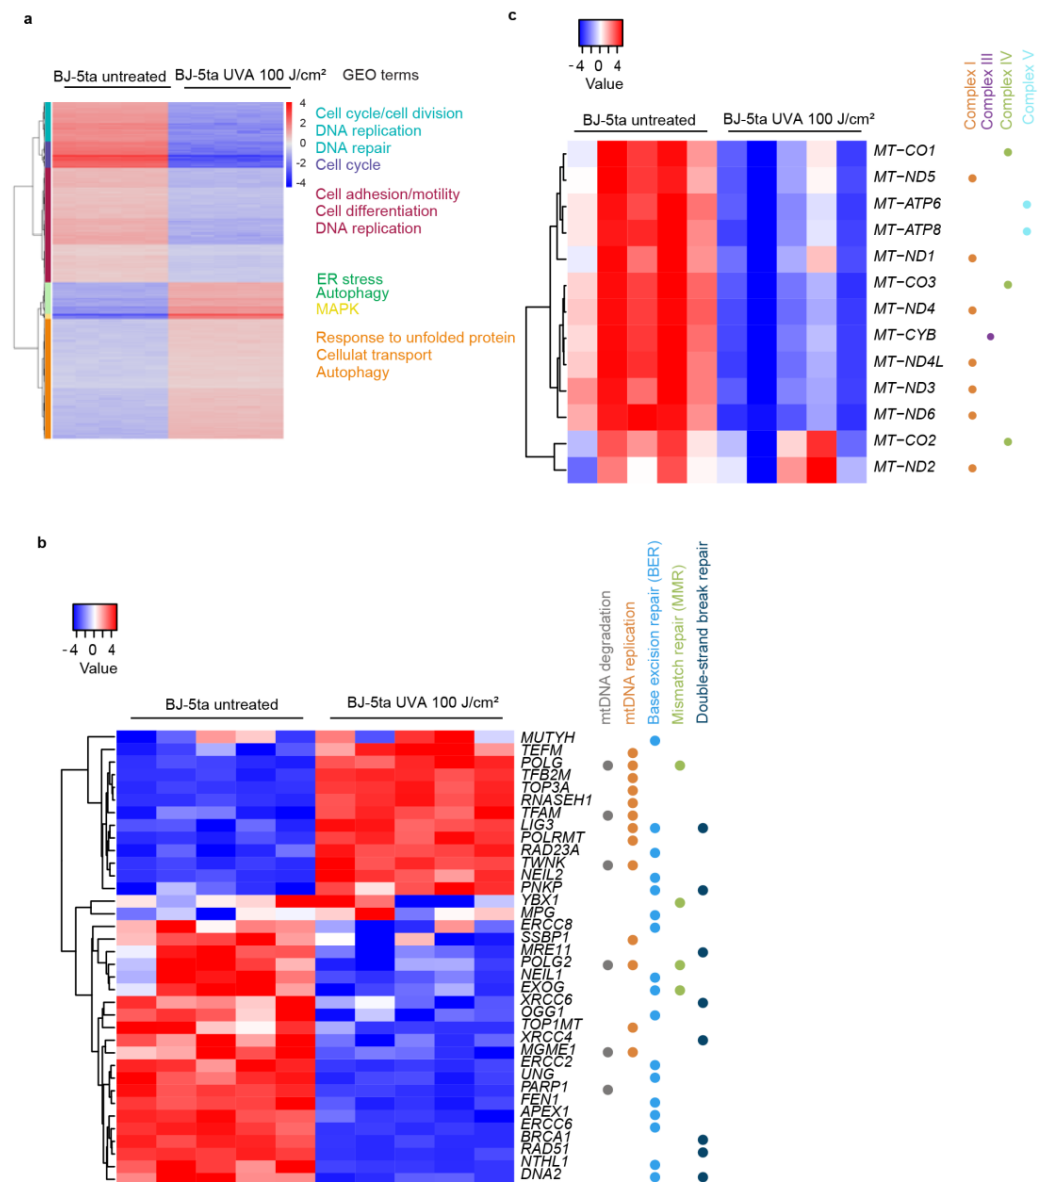 a
BJ-5ta untreated
BJ-5ta UVA 100 J/cm²
GEO terms
4
2
0
-2
-4
Cell cycle/cell division
DNA replication
DNA repair
Cell cycle
Cell adhesion/motility
Cell differentiation
DNA replication
ER stress
Autophagy
MAPK
Response to unfolded protein
Cellulat transport
Autophagy
c
-4 0 4
Value
BJ-5ta untreated
BJ-5ta UVA 100 J/cm²
Complex I
Complex III
Complex IV
Complex V
MT−CO1
MT−ND5
MT−ATP6
MT−ATP8
MT−ND1
MT−CO3
MT−ND4
MT−CYB
MT−ND4L
MT−ND3
MT−ND6
MT−CO2
MT−ND2
b
-4 0 4
Value
BJ-5ta untreated
BJ-5ta UVA 100 J/cm²
mtDNA degradation
mtDNA replication
Base excision repair (BER)
Mismatch repair (MMR)
Double-strand break repair
MUTYH
TEFM
POLG
TFB2M
TOP3A
RNASEH1
TFAM
LIG3
POLRMT
RAD23A
TWNK
NEIL2
PNKP
YBX1
MPG
ERCC8
SSBP1
MRE11
POLG2
NEIL1
EXOG
XRCC6
OGG1
TOP1MT
XRCC4
MGME1
ERCC2
UNG
PARP1
FEN1
APEX1
ERCC6
BRCA1
RAD51
NTHL1
DNA2